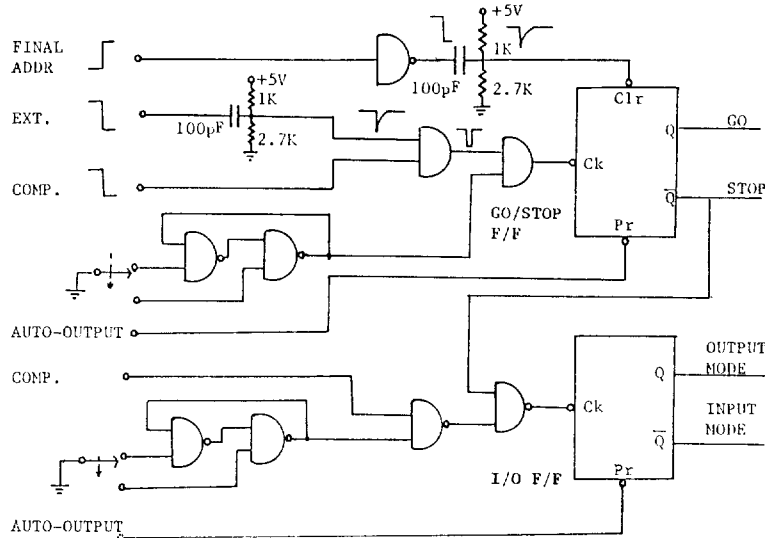 +5V
FINAL
ADDR
1K
+5V
100pF
2.7K
1K
EXT.
Clr
100pF
2.7K
Q
GO
Ck
COMP.
Q
STOP
GO/STOP
F/F
Pr
AUTO-OUTPUT
OUTPUT
MODE
COMP.
Q
Ck
INPUT
MODE
Q
Pr
I/O F/F
AUTO-OUTPUT